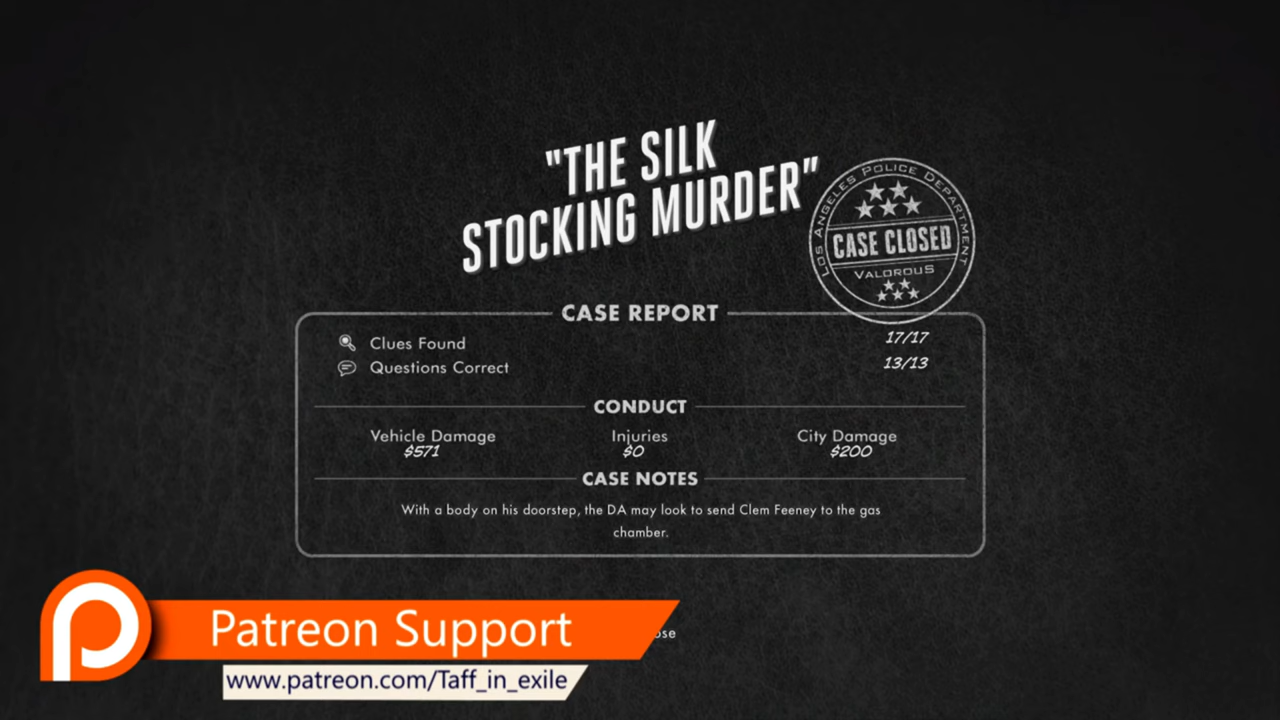 "THE SILK
STOCKING MURDER"
LOS ANGELES POLICE DEPARTMENT
CASE CLOSED
VALOROUS
CASE REPORT
Clues Found 17/17
Questions Correct 13/13
CONDUCT
Vehicle Damage Injuries City Damage
$571 $0 $200
CASE NOTES
With a body on his doorstep, the DA may look to send Clem Feeney to the gas
chamber.
Patreon Support
www.patreon.com/Taff_in_exile